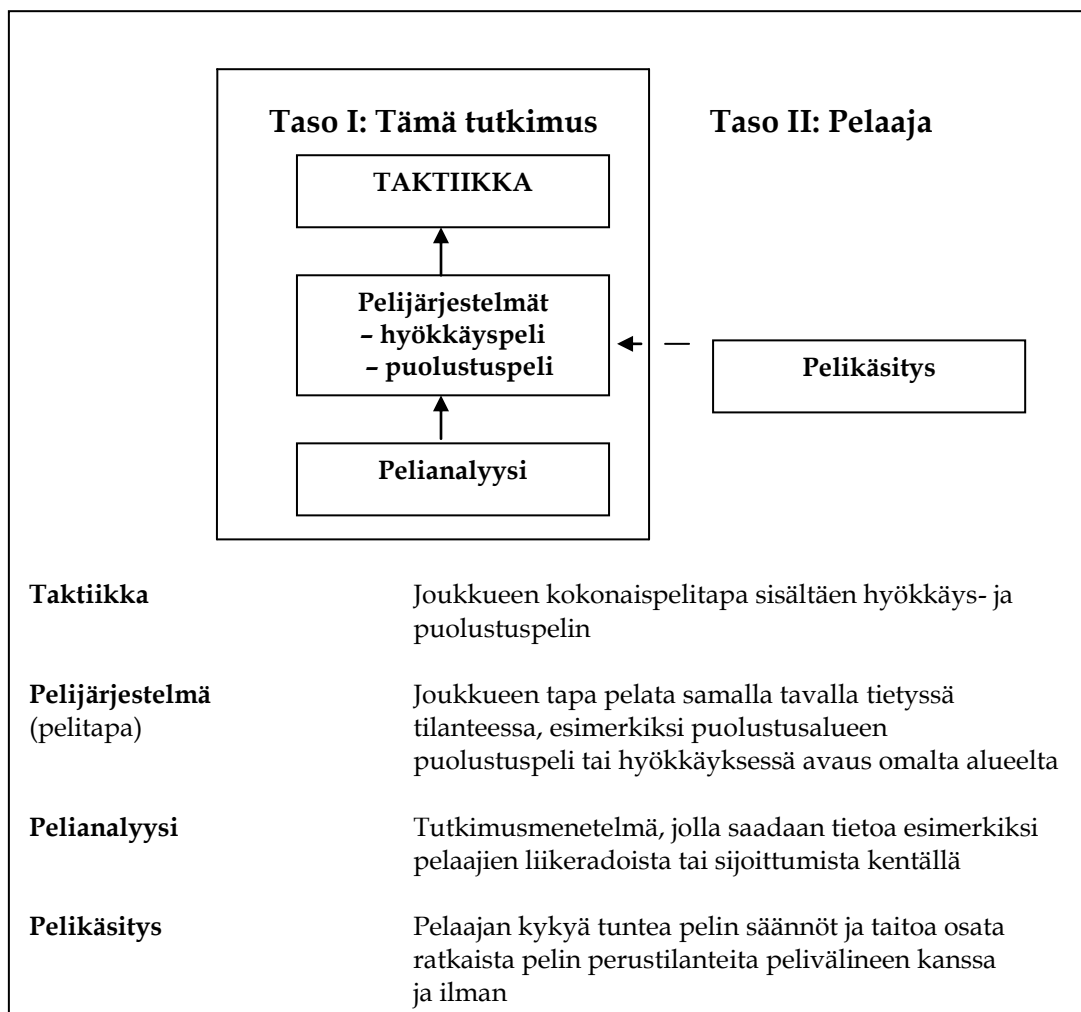 Taso I: Tämä tutkimus
Taso II: Pelaaja
TAKTIIKKA
Pelijärjestelmät
– hyökkäyspeli
– puolustuspeli
Pelikäsitys
Pelianalyysi
Taktiikka
Joukkueen kokonaispelitapa sisältäen hyökkäys- ja
puolustuspelin
Pelijärjestelmä
(pelitapa)
Joukkueen tapa pelata samalla tavalla tietyssä
tilanteessa, esimerkiksi puolustusalueen
puolustuspeli tai hyökkäyksessä avaus omalta alueelta
Pelianalyysi
Tutkimusmenetelmä, jolla saadaan tietoa esimerkiksi
pelaajien liikeradoista tai sijoittumista kentällä
Pelikäsitys
Pelaajan kykyä tuntea pelin säännöt ja taitoa osata
ratkaista pelin perustilanteita pelivälineen kanssa
ja ilman